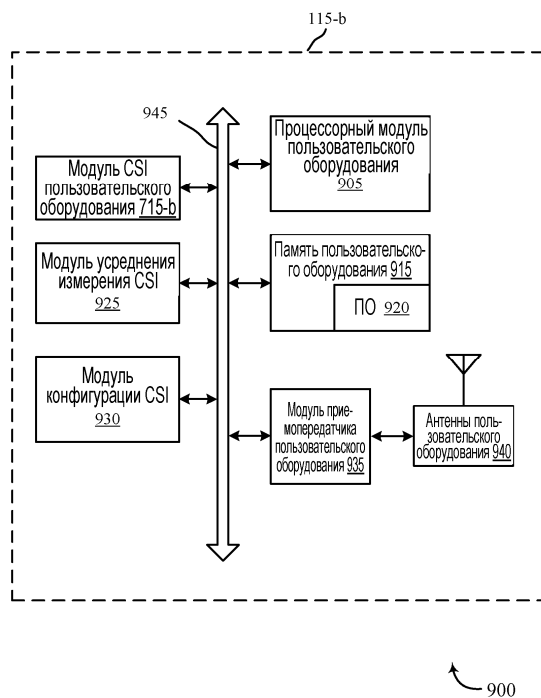 115-b
945
Процессорный модуль
пользовательского
оборудования
905
Модуль CSI
пользовательского
оборудования 715-b
Память пользовательско-
го оборудования 915
ПО 920
Модуль усреднения
измерения CSI
925
Модуль
конфигурации CSI
930
Модуль прие-
мопередатчика
пользовательского
оборудования 935
Антенны поль-
зовательского
оборудования 940
900